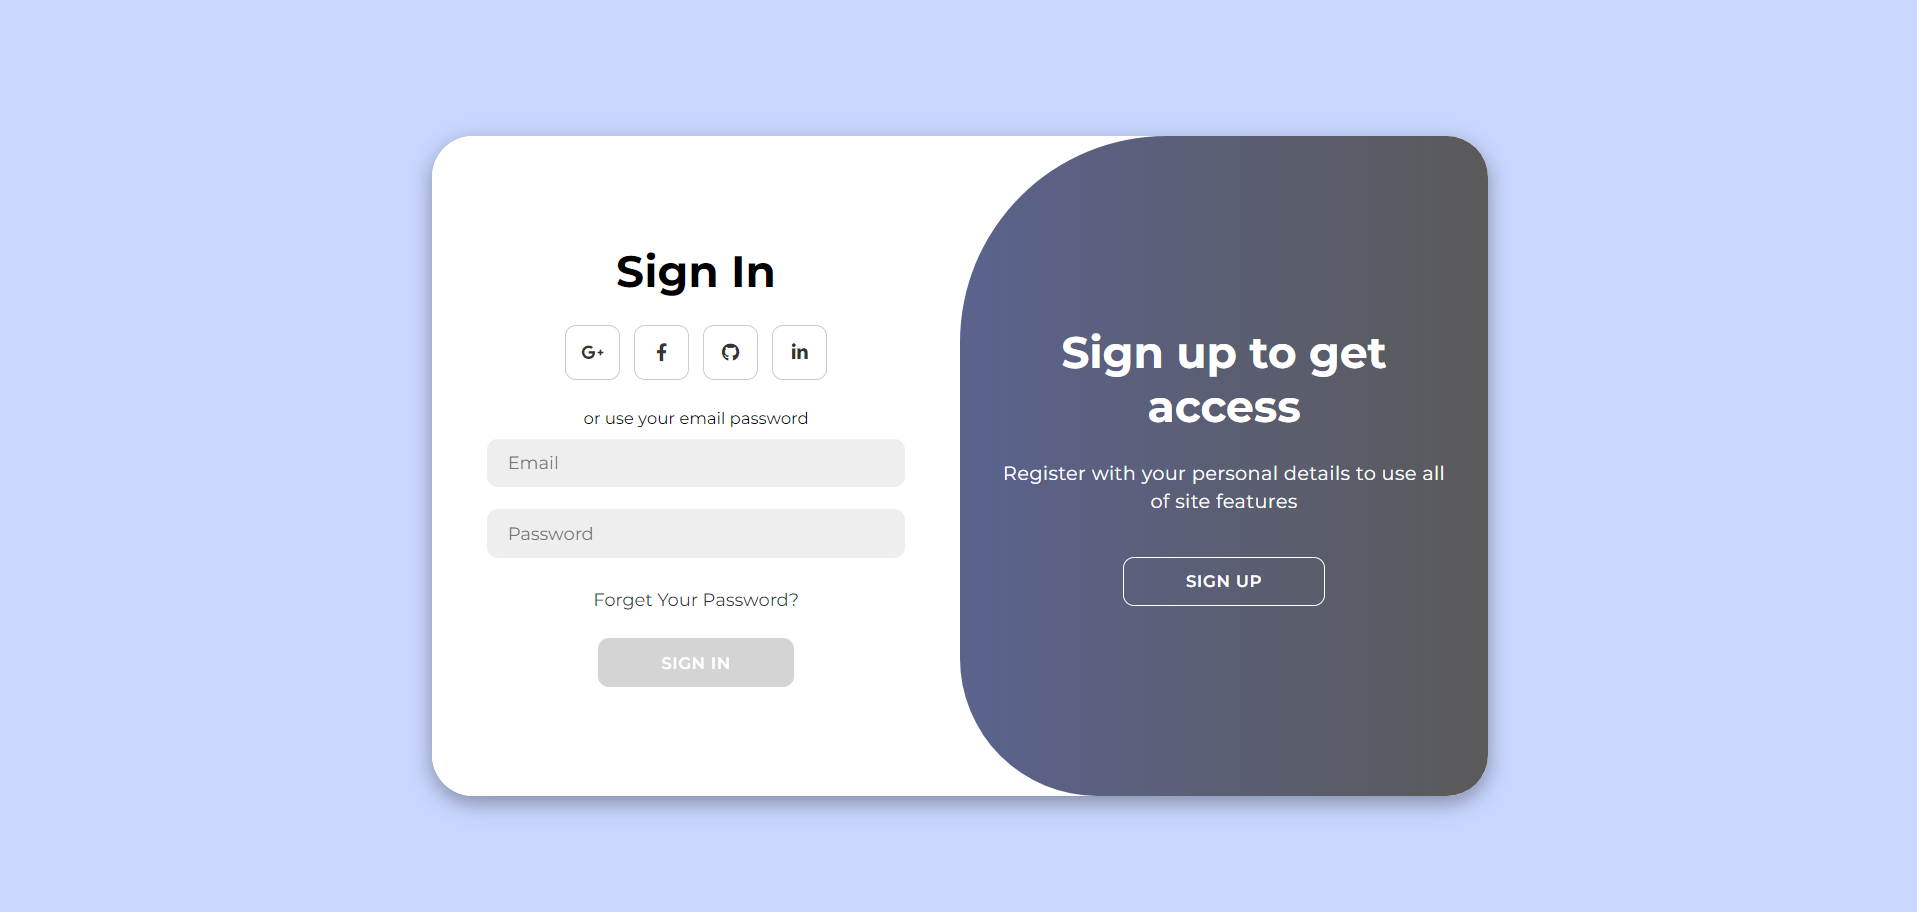 Sign In
G+
f
in
or use your email password
Email
Password
Forget Your Password?
SIGN IN
Sign up to get
access
Register with your personal details to use all
of site features
SIGN UP